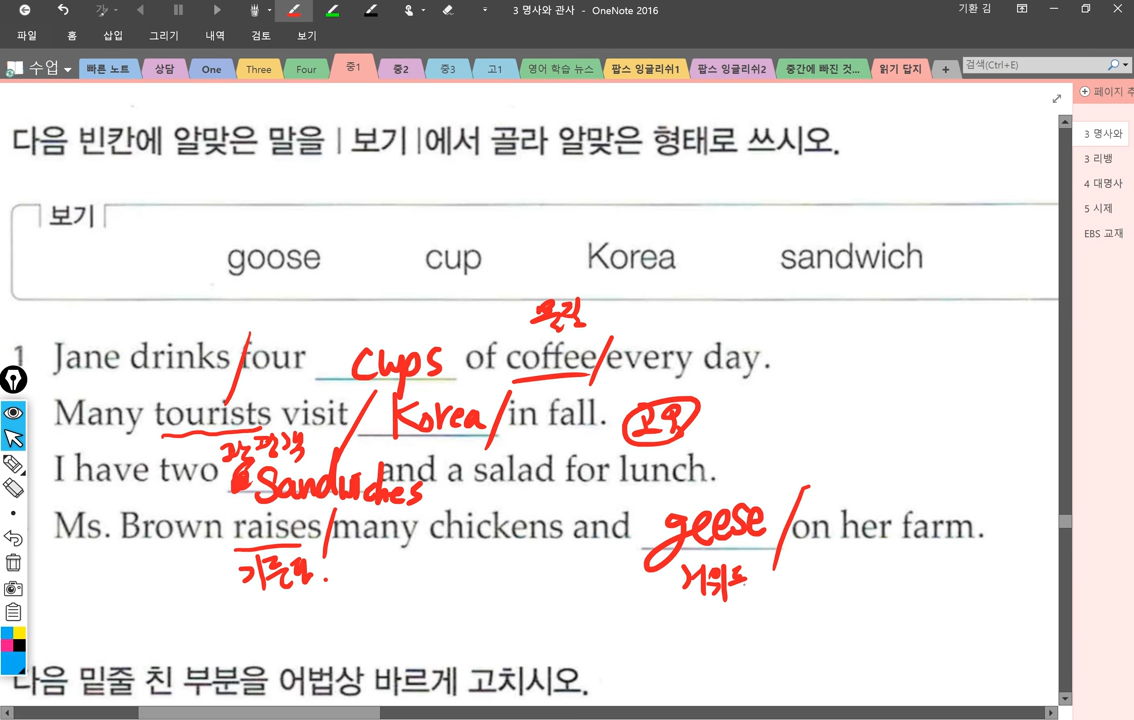 3 명사와 관사 - OneNote 2016
기환 김
파일 홈 삽입 그리기 내역 검토 보기
수업 빠른 노트 상담 One Three Four 중1 중2 중3 고1 영어 학습 뉴스 팝스 잉글리쉬1 팝스 잉글리쉬2 중간에 빠진 것... 읽기 답지 + 검색(Ctrl+E)
페이지 추
3 명사와
3 리뱅
4 대명사
5 시제
EBS 교재
다음 빈칸에 알맞은 말을 | 보기 |에서 골라 알맞은 형태로 쓰시오.
보기
goose cup Korea sandwich
물질
1 Jane drinks four cups of coffee every day.
Many tourists visit Korea in fall. 고유
관광객
I have two Sandwiches and a salad for lunch.
Ms. Brown raises many chickens and geese on her farm.
기른다. 거위들
다음 밑줄 친 부분을 어법상 바르게 고치시오.